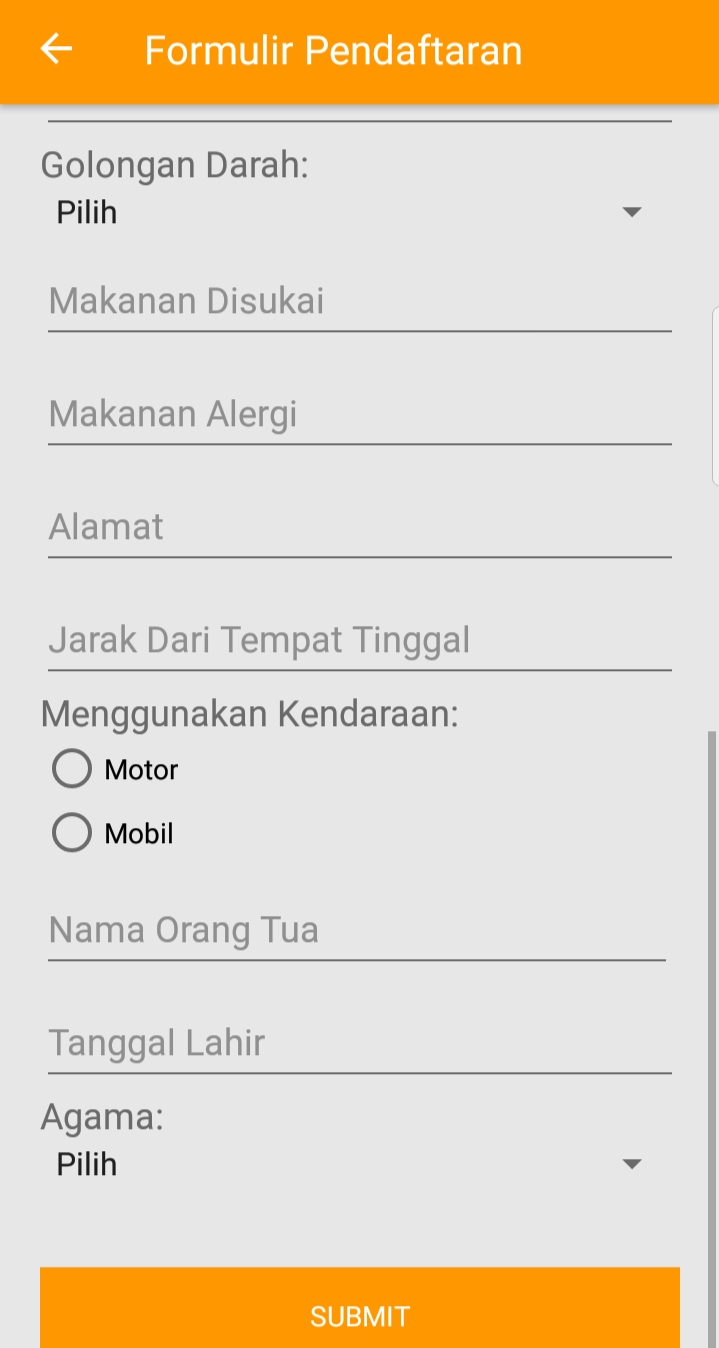 Formulir Pendaftaran
Golongan Darah:
Pilih
Makanan Disukai
Makanan Alergi
Alamat
Jarak Dari Tempat Tinggal
Menggunakan Kendaraan:
Motor
Mobil
Nama Orang Tua
Tanggal Lahir
Agama:
Pilih
SUBMIT